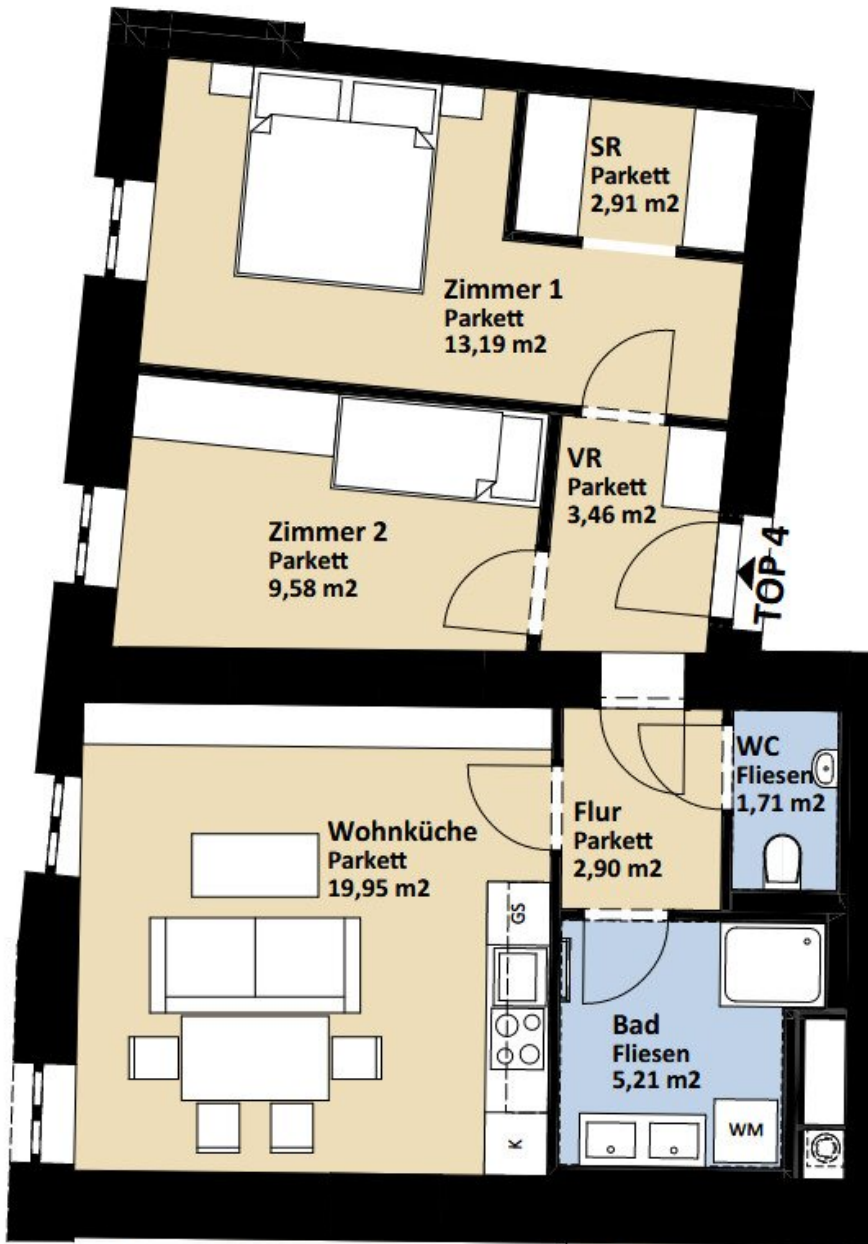 SR
Parkett
2,91 m2
Zimmer 1
Parkett
13,19 m2
VR
Parkett
3,46 m2
Zimmer 2
Parkett
9,58 m2
TOP 4
WC
Fliesen
1,71 m2
Flur
Parkett
2,90 m2
Wohnküche
Parkett
19,95 m2
GS
Bad
Fliesen
5,21 m2
WM
K